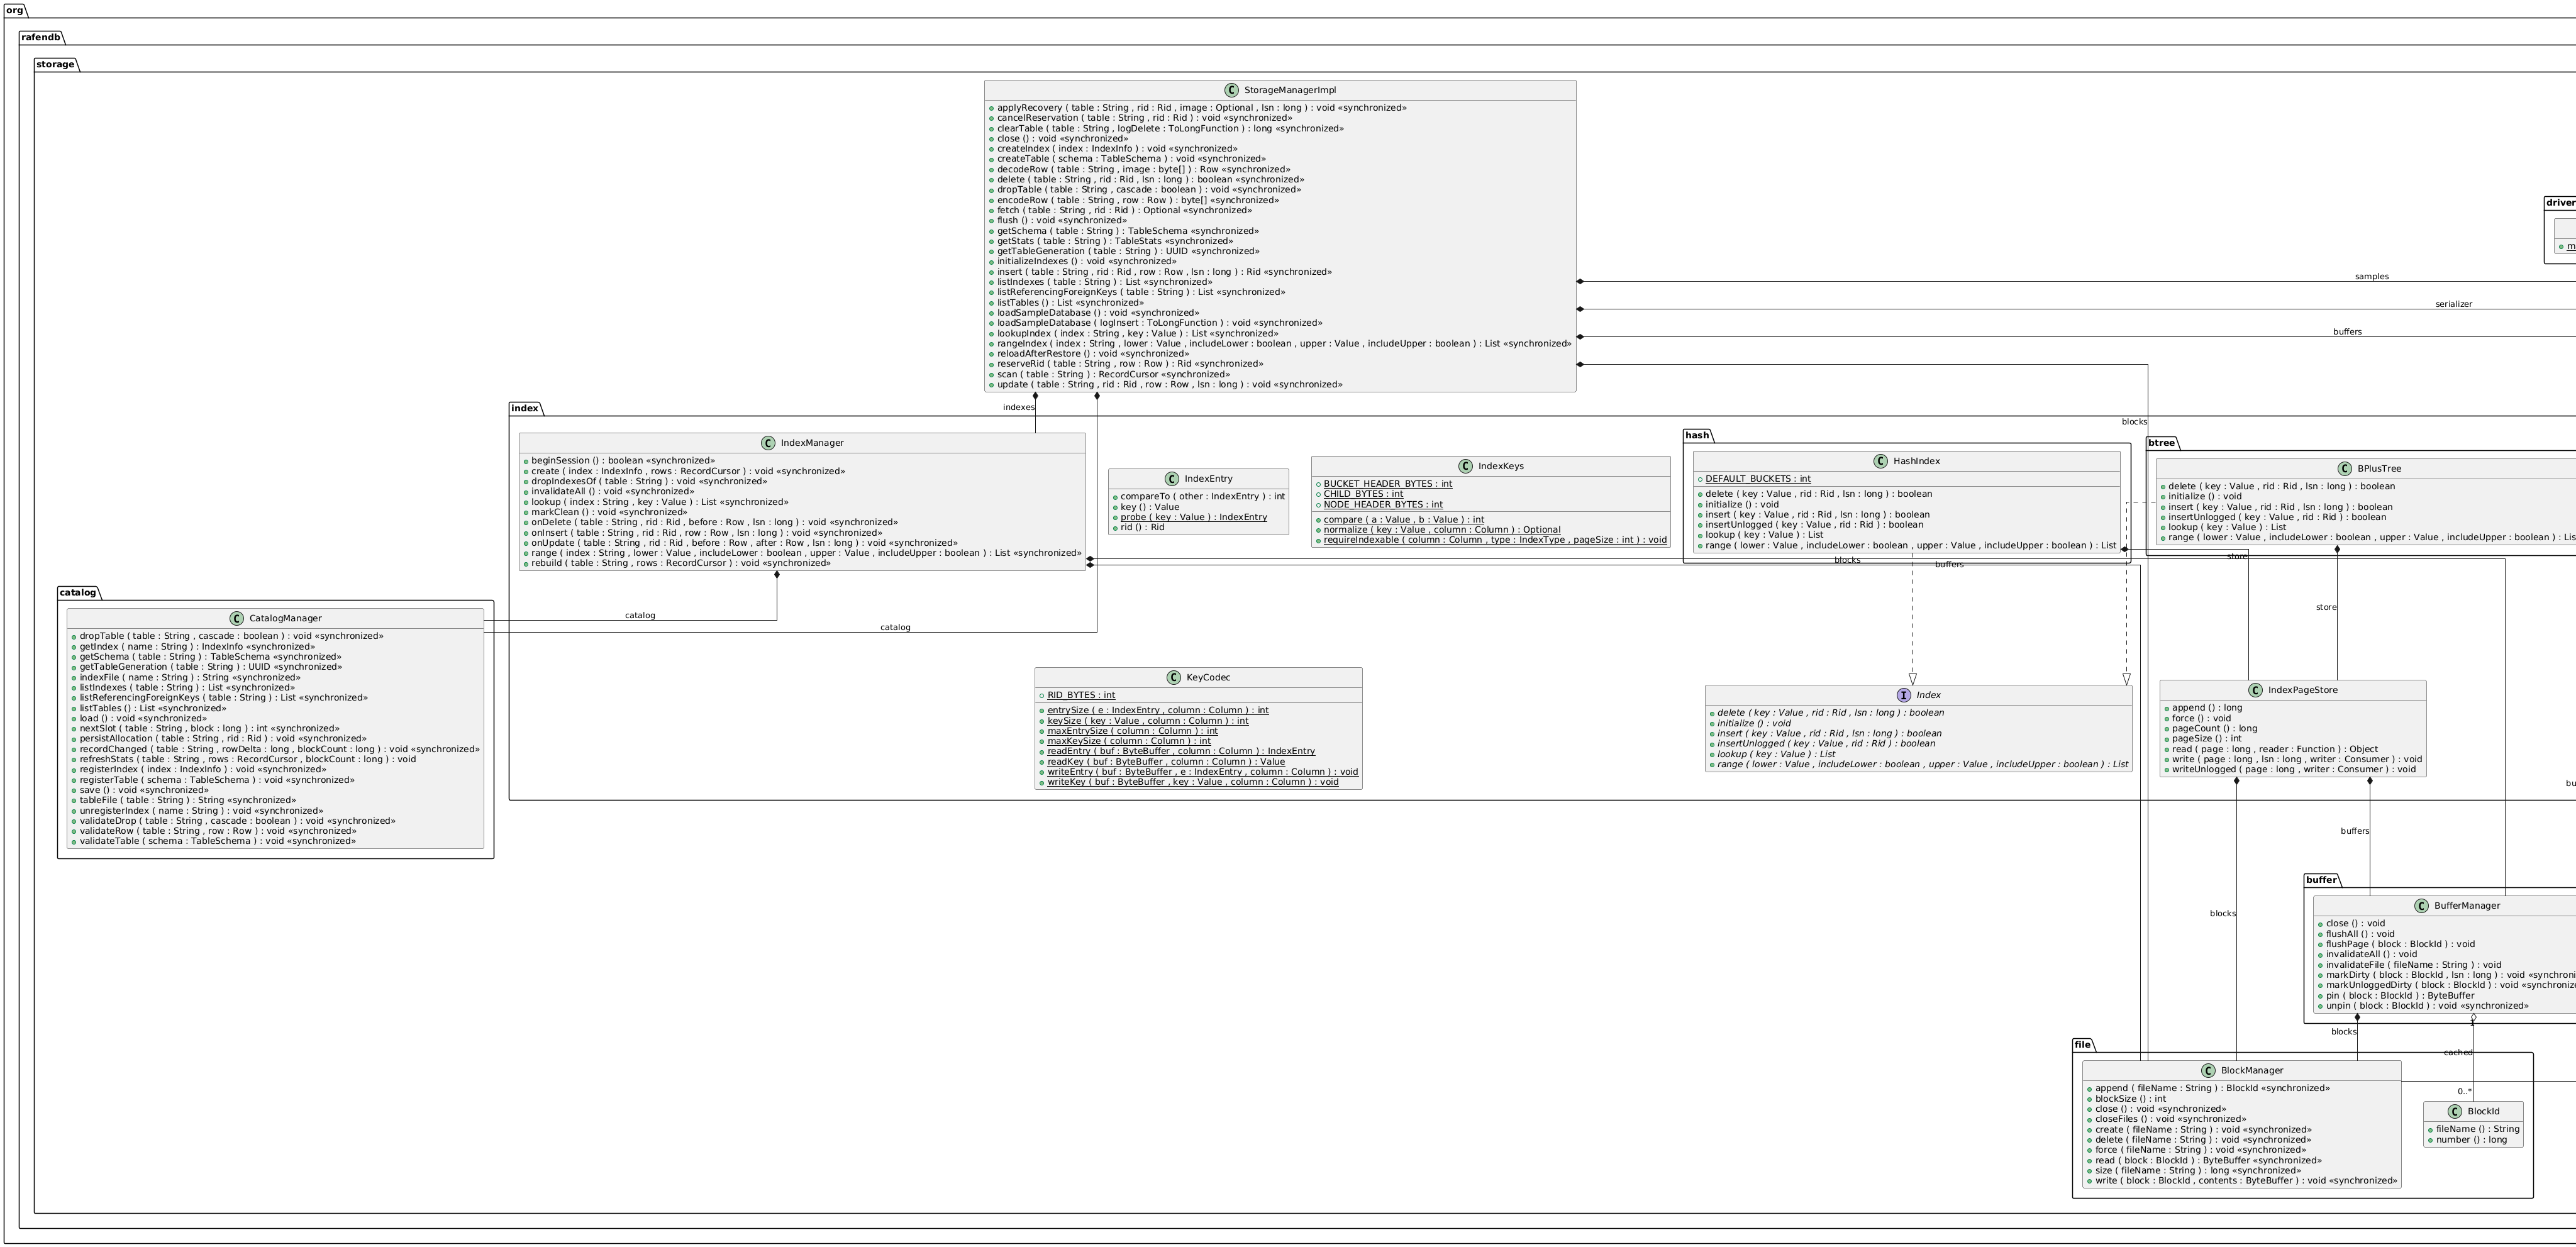 org
rafendb
storage
StorageManagerImpl
applyRecovery ( table : String , rid : Rid , image : Optional , lsn : long ) : void «synchronized»
cancelReservation ( table : String , rid : Rid ) : void «synchronized»
clearTable ( table : String , logDelete : ToLongFunction ) : long «synchronized»
close () : void «synchronized»
createIndex ( index : IndexInfo ) : void «synchronized»
createTable ( schema : TableSchema ) : void «synchronized»
decodeRow ( table : String , image : byte[] ) : Row «synchronized»
delete ( table : String , rid : Rid , lsn : long ) : boolean «synchronized»
dropTable ( table : String , cascade : boolean ) : void «synchronized»
encodeRow ( table : String , row : Row ) : byte[] «synchronized»
fetch ( table : String , rid : Rid ) : Optional «synchronized»
flush () : void «synchronized»
getSchema ( table : String ) : TableSchema «synchronized»
getStats ( table : String ) : TableStats «synchronized»
getTableGeneration ( table : String ) : UUID «synchronized»
initializeIndexes () : void «synchronized»
insert ( table : String , rid : Rid , row : Row , lsn : long ) : Rid «synchronized»
listIndexes ( table : String ) : List «synchronized»
listReferencingForeignKeys ( table : String ) : List «synchronized»
listTables () : List «synchronized»
loadSampleDatabase () : void «synchronized»
loadSampleDatabase ( logInsert : ToLongFunction ) : void «synchronized»
lookupIndex ( index : String , key : Value ) : List «synchronized»
rangeIndex ( index : String , lower : Value , includeLower : boolean , upper : Value , includeUpper : boolean ) : List «synchronized»
reloadAfterRestore () : void «synchronized»
reserveRid ( table : String , row : Row ) : Rid «synchronized»
scan ( table : String ) : RecordCursor «synchronized»
update ( table : String , rid : Rid , row : Row , lsn : long ) : void «synchronized»
driver
m
samples
serializer
buffers
blocks
indexes
index
IndexManager
beginSession () : boolean «synchronized»
create ( index : IndexInfo , rows : RecordCursor ) : void «synchronized»
dropIndexesOf ( table : String ) : void «synchronized»
invalidateAll () : void «synchronized»
lookup ( index : String , key : Value ) : List «synchronized»
markClean () : void «synchronized»
onDelete ( table : String , rid : Rid , before : Row , lsn : long ) : void «synchronized»
onInsert ( table : String , rid : Rid , row : Row , lsn : long ) : void «synchronized»
onUpdate ( table : String , rid : Rid , before : Row , after : Row , lsn : long ) : void «synchronized»
range ( index : String , lower : Value , includeLower : boolean , upper : Value , includeUpper : boolean ) : List «synchronized»
rebuild ( table : String , rows : RecordCursor ) : void «synchronized»
IndexEntry
compareTo ( other : IndexEntry ) : int
key () : Value
probe ( key : Value ) : IndexEntry
rid () : Rid
IndexKeys
BUCKET_HEADER_BYTES : int
CHILD_BYTES : int
NODE_HEADER_BYTES : int
compare ( a : Value , b : Value ) : int
normalize ( key : Value , column : Column ) : Optional
requireIndexable ( column : Column , type : IndexType , pageSize : int ) : void
hash
HashIndex
DEFAULT_BUCKETS : int
delete ( key : Value , rid : Rid , lsn : long ) : boolean
initialize () : void
insert ( key : Value , rid : Rid , lsn : long ) : boolean
insertUnlogged ( key : Value , rid : Rid ) : boolean
lookup ( key : Value ) : List
range ( lower : Value , includeLower : boolean , upper : Value , includeUpper : boolean ) : List
btree
BPlusTree
delete ( key : Value , rid : Rid , lsn : long ) : boolean
initialize () : void
insert ( key : Value , rid : Rid , lsn : long ) : boolean
insertUnlogged ( key : Value , rid : Rid ) : boolean
lookup ( key : Value ) : List
range ( lower : Value , includeLower : boolean , upper : Value , includeUpper : boolean ) : Lis
blocks
buffers
store
store
catalog
catalog
catalog
CatalogManager
dropTable ( table : String , cascade : boolean ) : void «synchronized»
getIndex ( name : String ) : IndexInfo «synchronized»
getSchema ( table : String ) : TableSchema «synchronized»
getTableGeneration ( table : String ) : UUID «synchronized»
indexFile ( name : String ) : String «synchronized»
listIndexes ( table : String ) : List «synchronized»
listReferencingForeignKeys ( table : String ) : List «synchronized»
listTables () : List «synchronized»
load () : void «synchronized»
nextSlot ( table : String , block : long ) : int «synchronized»
persistAllocation ( table : String , rid : Rid ) : void «synchronized»
recordChanged ( table : String , rowDelta : long , blockCount : long ) : void «synchronized»
refreshStats ( table : String , rows : RecordCursor , blockCount : long ) : void
registerIndex ( index : IndexInfo ) : void «synchronized»
registerTable ( schema : TableSchema ) : void «synchronized»
save () : void «synchronized»
tableFile ( table : String ) : String «synchronized»
unregisterIndex ( name : String ) : void «synchronized»
validateDrop ( table : String , cascade : boolean ) : void «synchronized»
validateRow ( table : String , row : Row ) : void «synchronized»
validateTable ( schema : TableSchema ) : void «synchronized»
KeyCodec
RID_BYTES : int
entrySize ( e : IndexEntry , column : Column ) : int
keySize ( key : Value , column : Column ) : int
maxEntrySize ( column : Column ) : int
maxKeySize ( column : Column ) : int
readEntry ( buf : ByteBuffer , column : Column ) : IndexEntry
readKey ( buf : ByteBuffer , column : Column ) : Value
writeEntry ( buf : ByteBuffer , e : IndexEntry , column : Column ) : void
writeKey ( buf : ByteBuffer , key : Value , column : Column ) : void
Index
delete ( key : Value , rid : Rid , lsn : long ) : boolean
initialize () : void
insert ( key : Value , rid : Rid , lsn : long ) : boolean
insertUnlogged ( key : Value , rid : Rid ) : boolean
lookup ( key : Value ) : List
range ( lower : Value , includeLower : boolean , upper : Value , includeUpper : boolean ) : List
IndexPageStore
append () : long
force () : void
pageCount () : long
pageSize () : int
read ( page : long , reader : Function ) : Object
write ( page : long , lsn : long , writer : Consumer ) : void
writeUnlogged ( page : long , writer : Consumer ) : void
bu
buffers
blocks
buffer
BufferManager
close () : void
flushAll () : void
flushPage ( block : BlockId ) : void
invalidateAll () : void
invalidateFile ( fileName : String ) : void
markDirty ( block : BlockId , lsn : long ) : void «synchroni
markUnloggedDirty ( block : BlockId ) : void «synchronize
pin ( block : BlockId ) : ByteBuffer
unpin ( block : BlockId ) : void «synchronized»
blocks
1
cached
0..*
file
BlockManager
append ( fileName : String ) : BlockId «synchronized»
blockSize () : int
close () : void «synchronized»
closeFiles () : void «synchronized»
create ( fileName : String ) : void «synchronized»
delete ( fileName : String ) : void «synchronized»
force ( fileName : String ) : void «synchronized»
read ( block : BlockId ) : ByteBuffer «synchronized»
size ( fileName : String ) : long «synchronized»
write ( block : BlockId , contents : ByteBuffer ) : void «synchronized»
BlockId
fileName () : String
number () : long